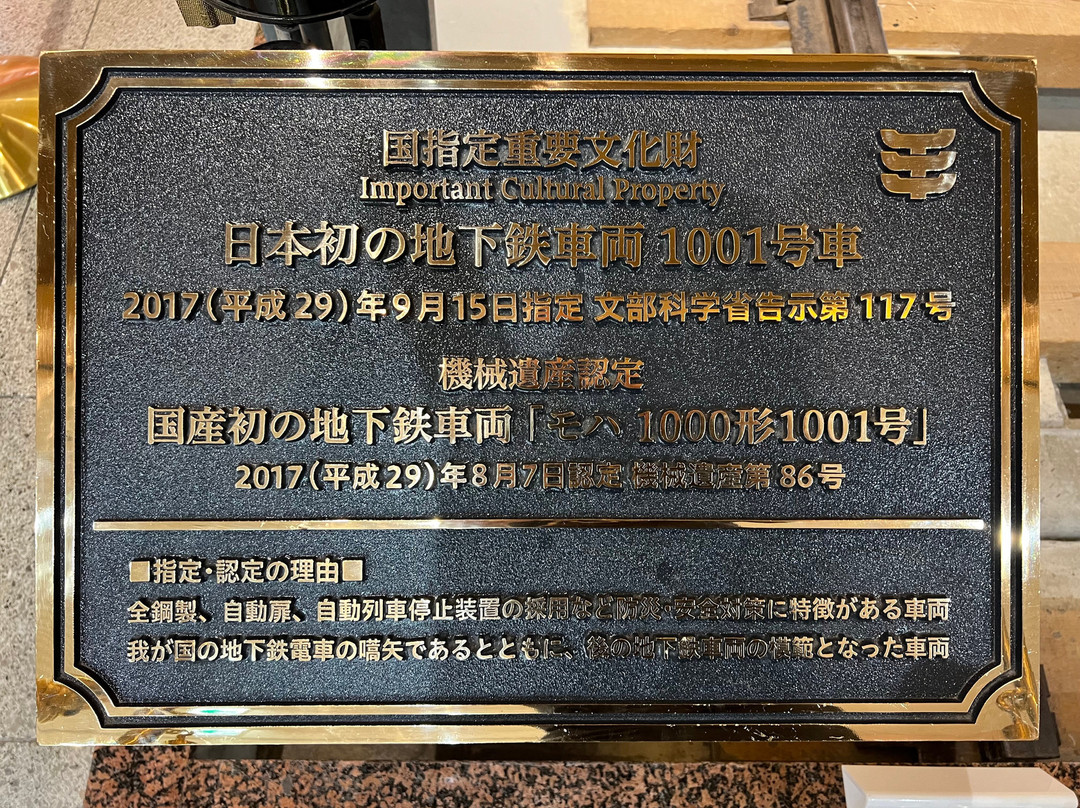 国指定重要文化財
Important Cultural Property
日本初の地下鉄車両 1001号車
2017(平成29)年9月15日指定 文部科学省告示第 117 号
機械遺産認定
国産初の地下鉄車両「モハ 1000形1001号」
2017(平成29)年8月7日認定 機械遺産第 86号
■指定・認定の理由■
全鋼製、自動扉、自動列車停止装置の採用など防災・安全対策に特徴がある車両
我が国の地下鉄電車の嚆矢であるとともに、後の地下鉄車両の模範となった車両